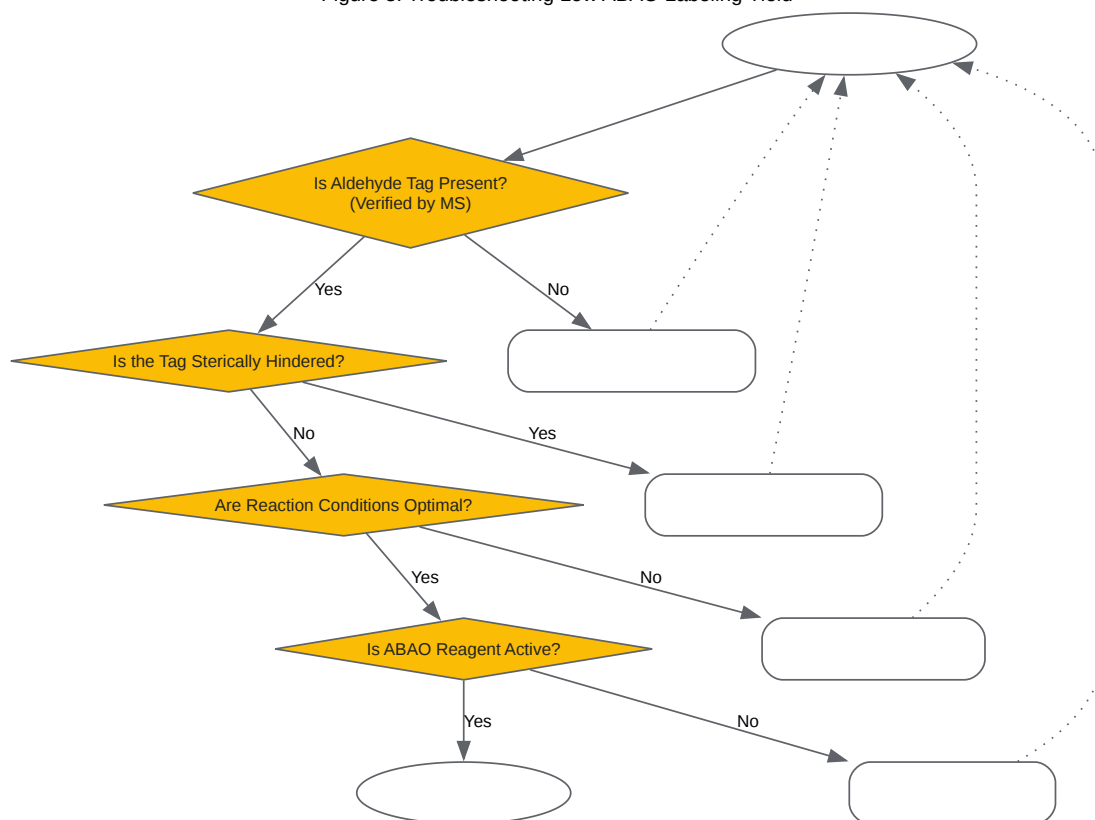 Is Aldehyde Tag Present?
(Verified by MS)
Yes
No
Is the Tag Sterically Hindered?
No
Yes
Are Reaction Conditions Optimal?
Yes
No
Is ABAO Reagent Active?
Yes
No